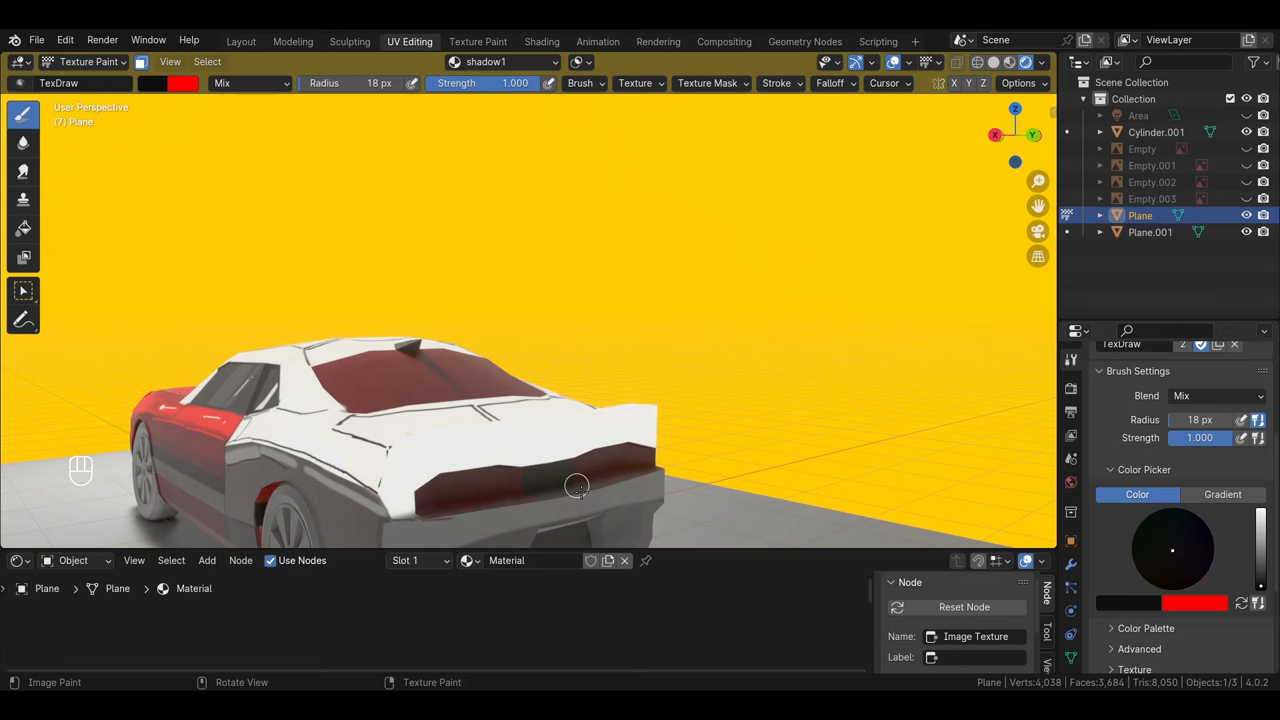 File Edit Render Window Help Layout Modeling Sculpting UV Editing Texture Paint Shading Animation Rendering Compositing Geometry Nodes Scripting + Scene ViewLayer
Texture Paint View Select shadow1
TexDraw Mix Radius 18 px Strength 1.000 Brush Texture Texture Mask Stroke Falloff Cursor X Y Z Options
User Perspective
(7) Plane
Z
X
Y
Scene Collection
Collection
Area
Cylinder.001
Empty
Empty.001
Empty.002
Empty.003
Plane
Plane.001
TexDraw 2
Brush Settings
Blend Mix
Radius 18 px
Strength 1.000
Color Picker
Color Gradient
Color Palette
Advanced
Texture
Object View Select Add Node Use Nodes Slot 1 Material
Plane > Plane > Material
Node
Reset Node
Name: Image Texture
Label:
Node
Tool
Image Paint Rotate View Texture Paint Plane | Verts:4,038 | Faces:3,684 | Tris:8,050 | Objects:1/3 | 4.0.2